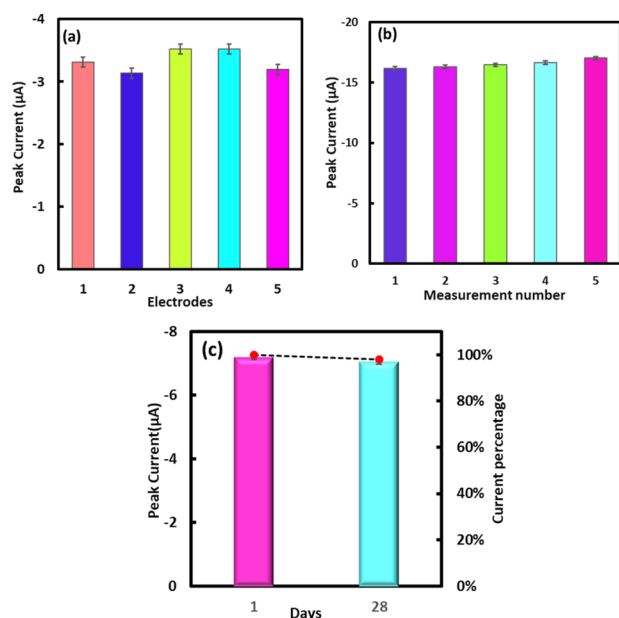 (a)
Peak Current (µA)
-4
-3
-2
-1
0
1 2 3 4 5
Electrodes
(b)
Peak Current (µA)
-20
-15
-10
-5
0
1 2 3 4 5
Measurement number
(c)
Peak Current(µA)
-8
-6
-4
-2
0
100%
80%
60%
40%
20%
0%
Current percentage
1 28
Days